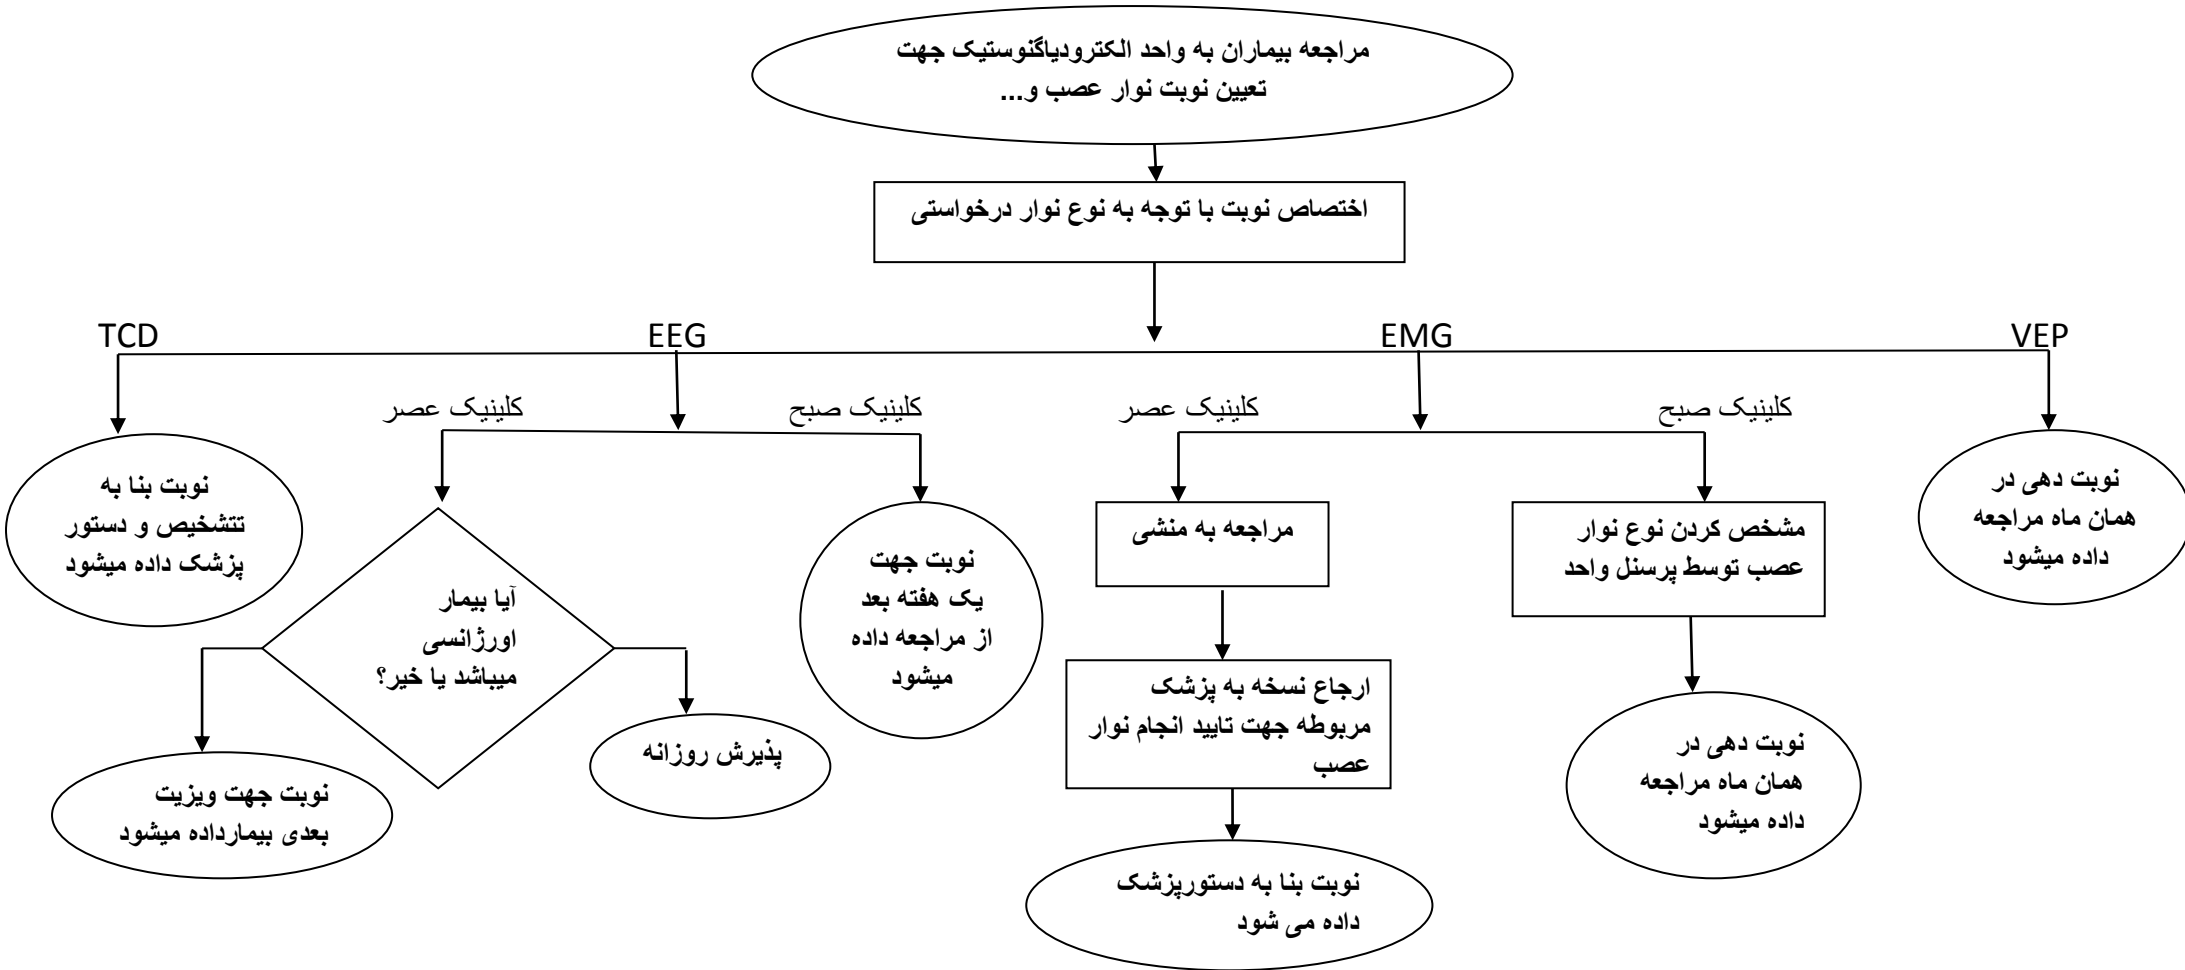 مراجعه بیماران به واحد الکترودیاگنوستیک جهت
تعیین نوبت نوار عصب و...
اختصاص نوبت با توجه به نوع نوار درخواستی
VEP
EMG
EEG
TCD
کلینیک صبح
کلینیک عصر
کلینیک صبح
کلینیک عصر
نوبت دهی در
همان ماه مراجعه
داده میشود
مشخص کردن نوع نوار
عصب توسط پرسنل واحد
نوبت دهی در
همان ماه مراجعه
داده میشود
مراجعه به منشی
ارجاع نسخه به پزشک
مربوطه جهت تایید انجام نوار
عصب
نوبت بنا به دستورپزشک
داده می شود
نوبت جهت
یک هفته بعد
از مراجعه داده
میشود
آیا بیمار
اورژانسی
میباشد یا خیر؟
پذیرش روزانه
نوبت جهت ویزیت
بعدی بیمارداده میشود
نوبت بنا به
تتشخیص و دستور
پزشک داده میشود